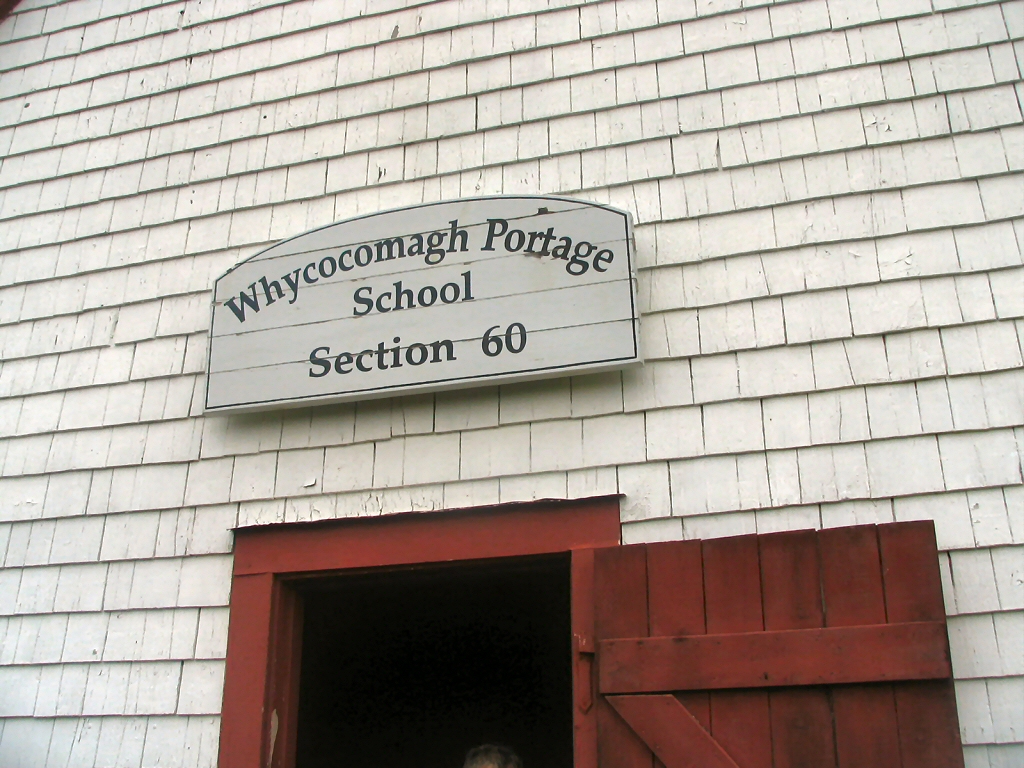 Whycocomagh Portage
School
Section 60